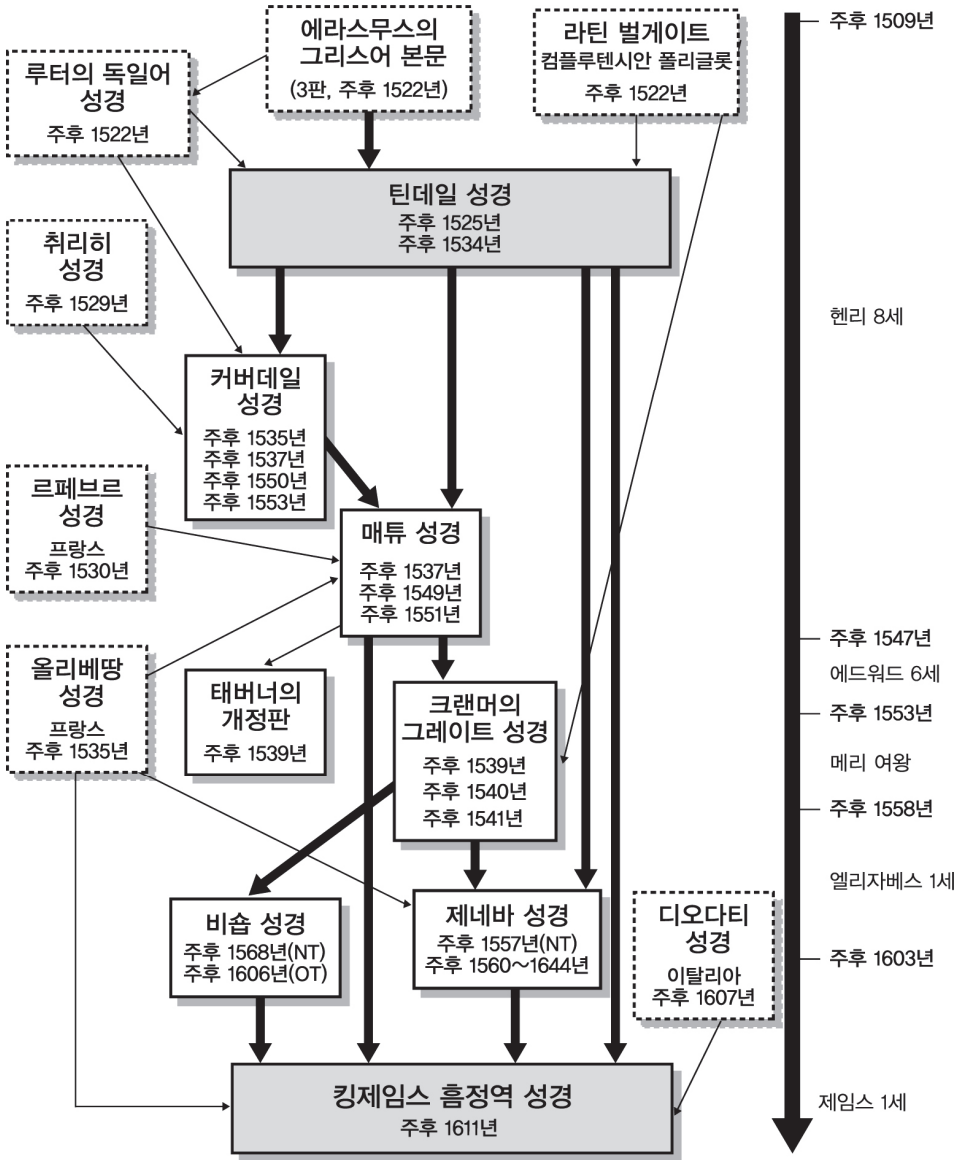 에라스무스의
그리스어 본문
(3판, 주후 1522년)
라틴 벌게이트
컴플루텐시안 폴리글롯
주후 1522년
주후 1509년
루터의 독일어
성경
주후 1522년
틴데일 성경
주후 1525년
주후 1534년
취리히
성경
주후 1529년
헨리 8세
커버데일
성경
주후 1535년
주후 1537년
주후 1550년
주후 1553년
르페브르
성경
프랑스
주후 1530년
매튜 성경
주후 1537년
주후 1549년
주후 1551년
주후 1547년
에드워드 6세
주후 1553년
메리 여왕
주후 1558년
올리베땅
성경
프랑스
주후 1535년
태버너의
개정판
주후 1539년
크랜머의
그레이트 성경
주후 1539년
주후 1540년
주후 1541년
엘리자베스 1세
비숍 성경
주후 1568년(NT)
주후 1606년(OT)
제네바 성경
주후 1557년(NT)
주후 1560～1644년
디오다티
성경
이탈리아
주후 1607년
주후 1603년
킹제임스 흠정역 성경
주후 1611년
제임스 1세